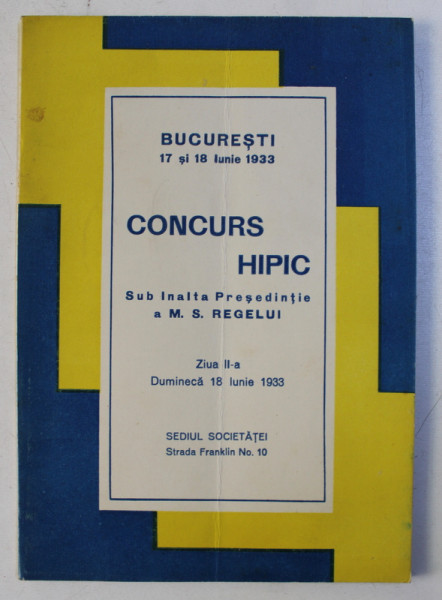 BUCUREȘTI
17 și 18 Iunie 1933
CONCURS
HIPIC
Sub Inalta Președinție
a M. S. REGELUI
Ziua II-a
Duminecă 18 Iunie 1933
SEDIUL SOCIETĂȚEI
Strada Franklin No. 10